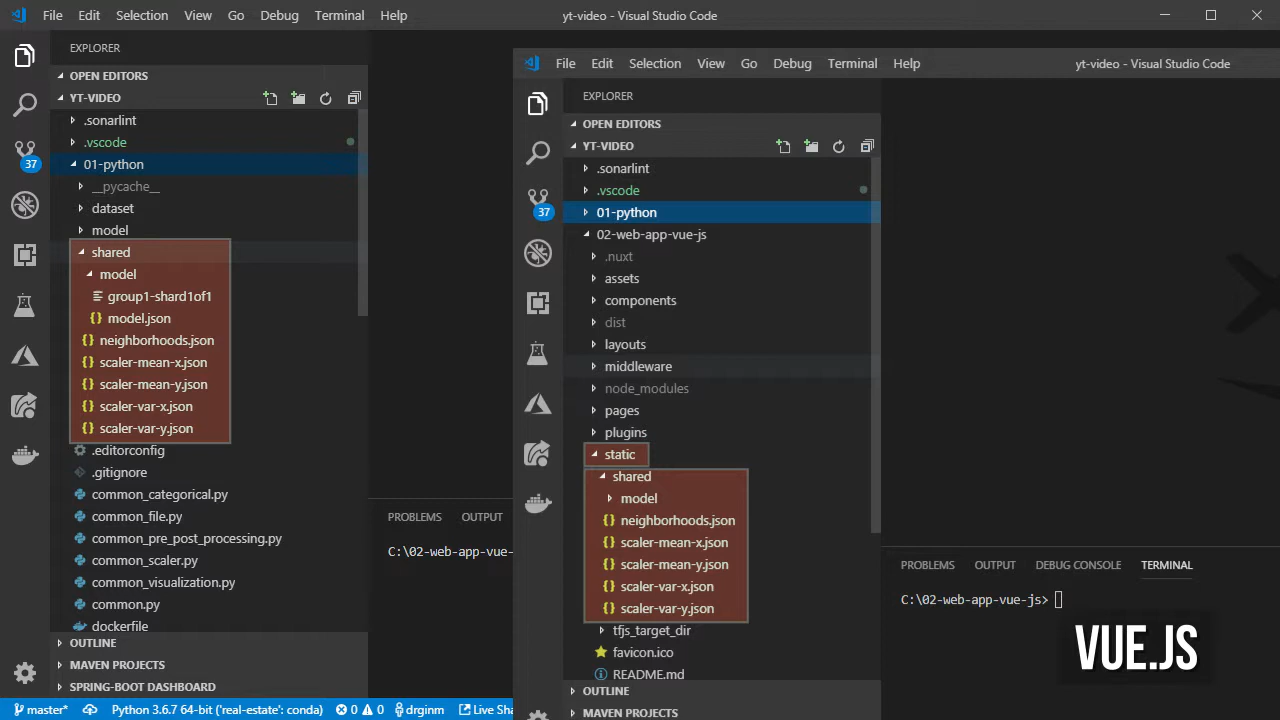 File Edit Selection View Go Debug Terminal Help
yt-video - Visual Studio Code
EXPLORER
OPEN EDITORS
YT-VIDEO
.sonarlint
.vscode
01-python
__pycache__
dataset
model
shared
model
group1-shard1of1
model.json
neighborhoods.json
scaler-mean-x.json
scaler-mean-y.json
scaler-var-x.json
scaler-var-y.json
.editorconfig
.gitignore
common_categorical.py
common_file.py
common_pre_post_processing.py
common_scaler.py
common_visualization.py
common.py
dockerfile
OUTLINE
MAVEN PROJECTS
SPRING-BOOT DASHBOARD
37
PROBLEMS OUTPUT
C:\02-web-app-vue-
master* Python 3.6.7 64-bit ('real-estate': conda) 0 0 drginm Live Sha
File Edit Selection View Go Debug Terminal Help
yt-video - Visual Studio Code
EXPLORER
OPEN EDITORS
YT-VIDEO
.sonarlint
.vscode
01-python
02-web-app-vue-js
.nuxt
assets
components
dist
layouts
middleware
node_modules
pages
plugins
static
shared
model
neighborhoods.json
scaler-mean-x.json
scaler-mean-y.json
scaler-var-x.json
scaler-var-y.json
tfjs_target_dir
favicon.ico
README.md
OUTLINE
MAVEN PROJECTS
37
PROBLEMS OUTPUT DEBUG CONSOLE TERMINAL
C:\02-web-app-vue-js>
VUE.JS